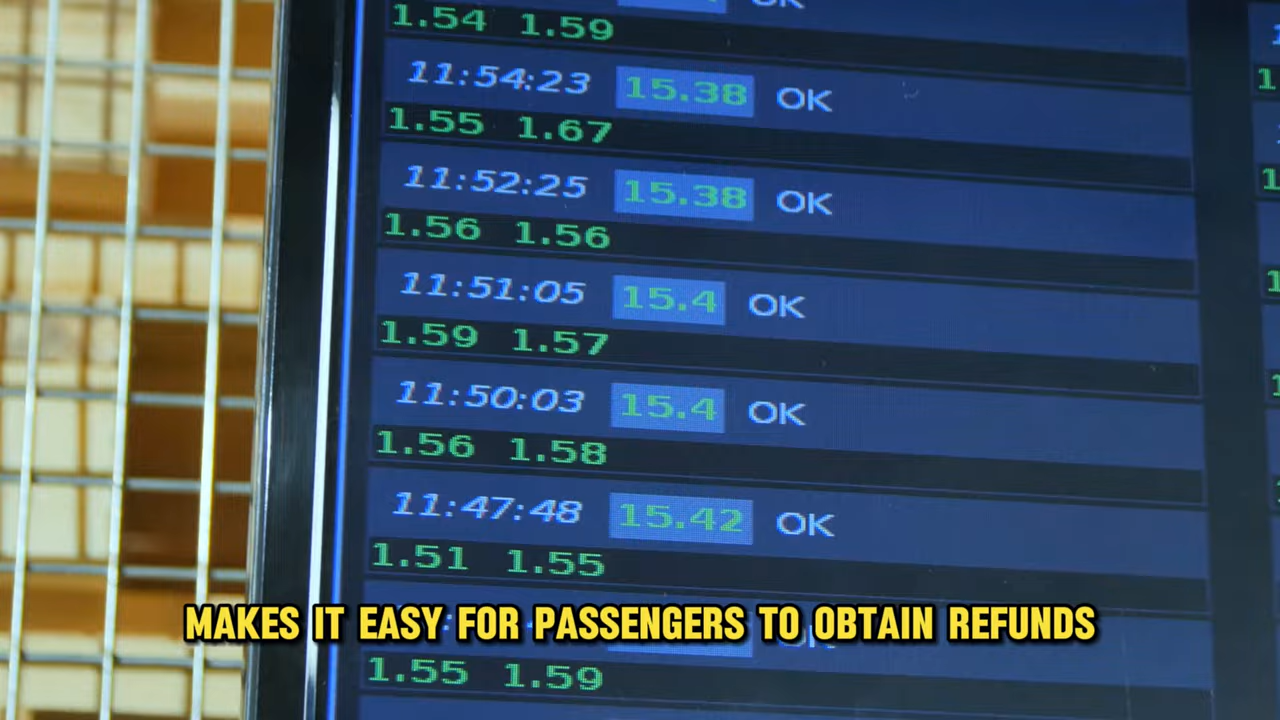 OK
1.54 1.59
11:54:23 15.38 OK
1.55 1.67
11:52:25 15.38 OK
1.56 1.56
11:51:05 15.4 OK
1.59 1.57
11:50:03 15.4 OK
1.56 1.58
11:47:48 15.42 OK
1.51 1.55
MAKES IT EASY FOR PASSENGERS TO OBTAIN REFUNDS
1.55 1.59